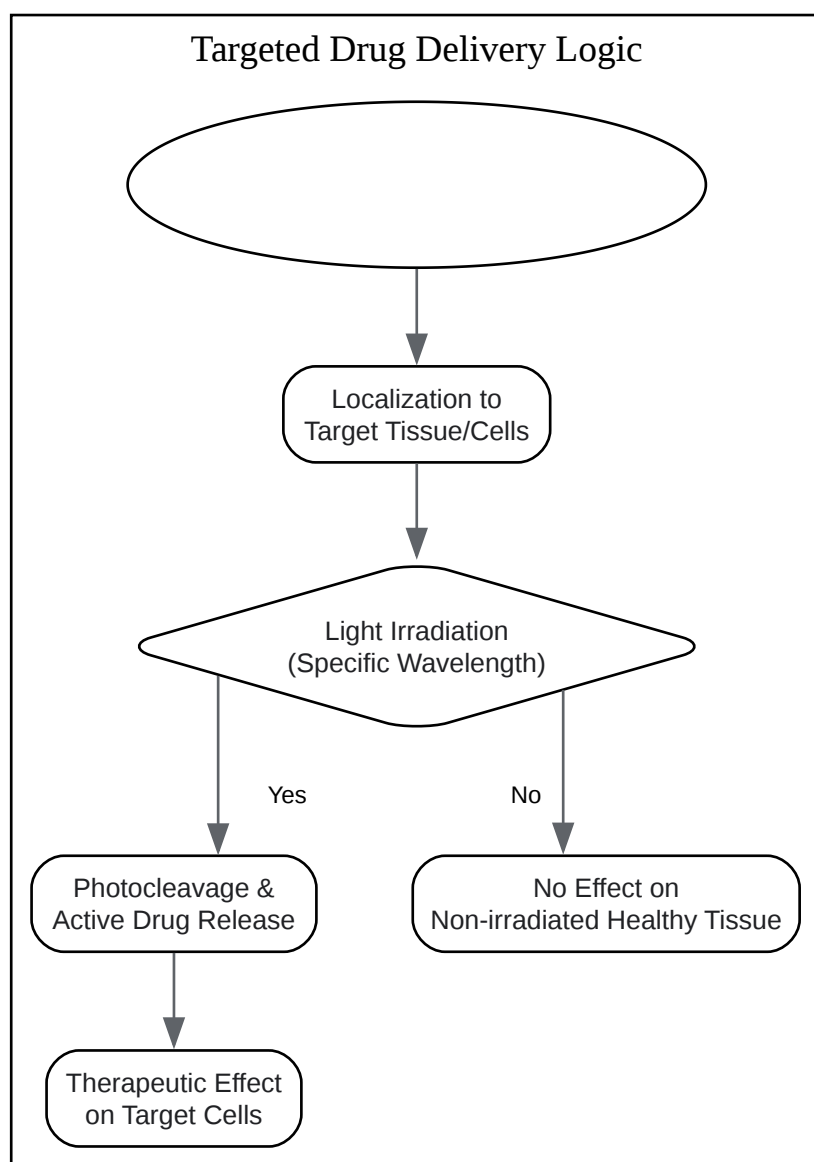 Targeted Drug Delivery Logic
Localization to
Target Tissue/Cells
Light Irradiation
(Specific Wavelength)
Yes
No
Photocleavage &
Active Drug Release
No Effect on
Non-irradiated Healthy Tissue
Therapeutic Effect
on Target Cells